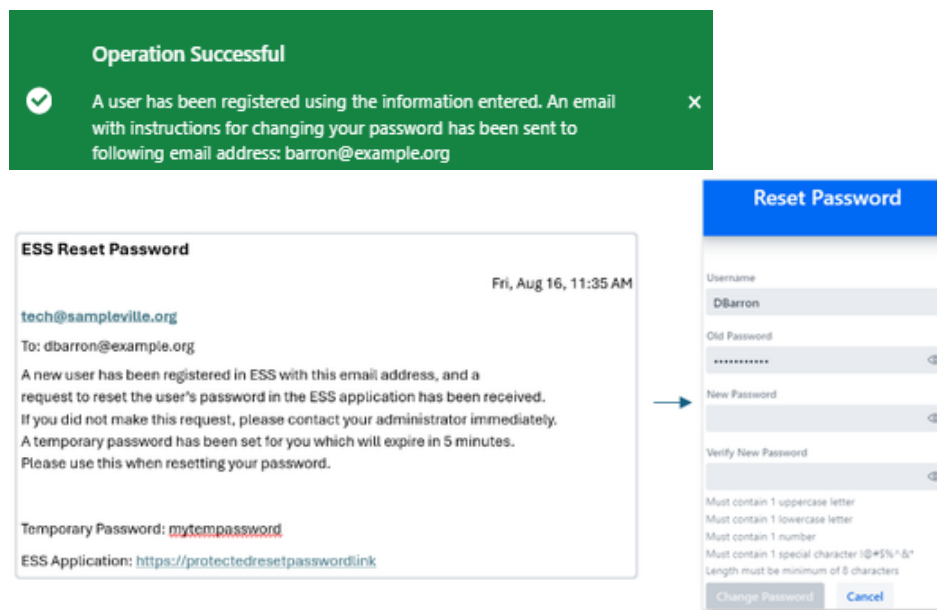 Operation Successful
A user has been registered using the information entered. An email
with instructions for changing your password has been sent to
following email address: barron@example.org
ESS Reset Password
Fri, Aug 16, 11:35 AM
tech@sampleville.org
To: dbarron@example.org
A new user has been registered in ESS with this email address, and a
request to reset the user's password in the ESS application has been received.
If you did not make this request, please contact your administrator immediately.
A temporary password has been set for you which will expire in 5 minutes.
Please use this when resetting your password.
Temporary Password: mytempassword
ESS Application: https://protectedresetpasswordlink
Reset Password
Username
DBarron
Old Password
•••••••••••
New Password
Verify New Password
Must contain 1 uppercase letter
Must contain 1 lowercase letter
Must contain 1 number
Must contain 1 special character !@#$%^&*
Length must be minimum of 8 characters
Change Password Cancel